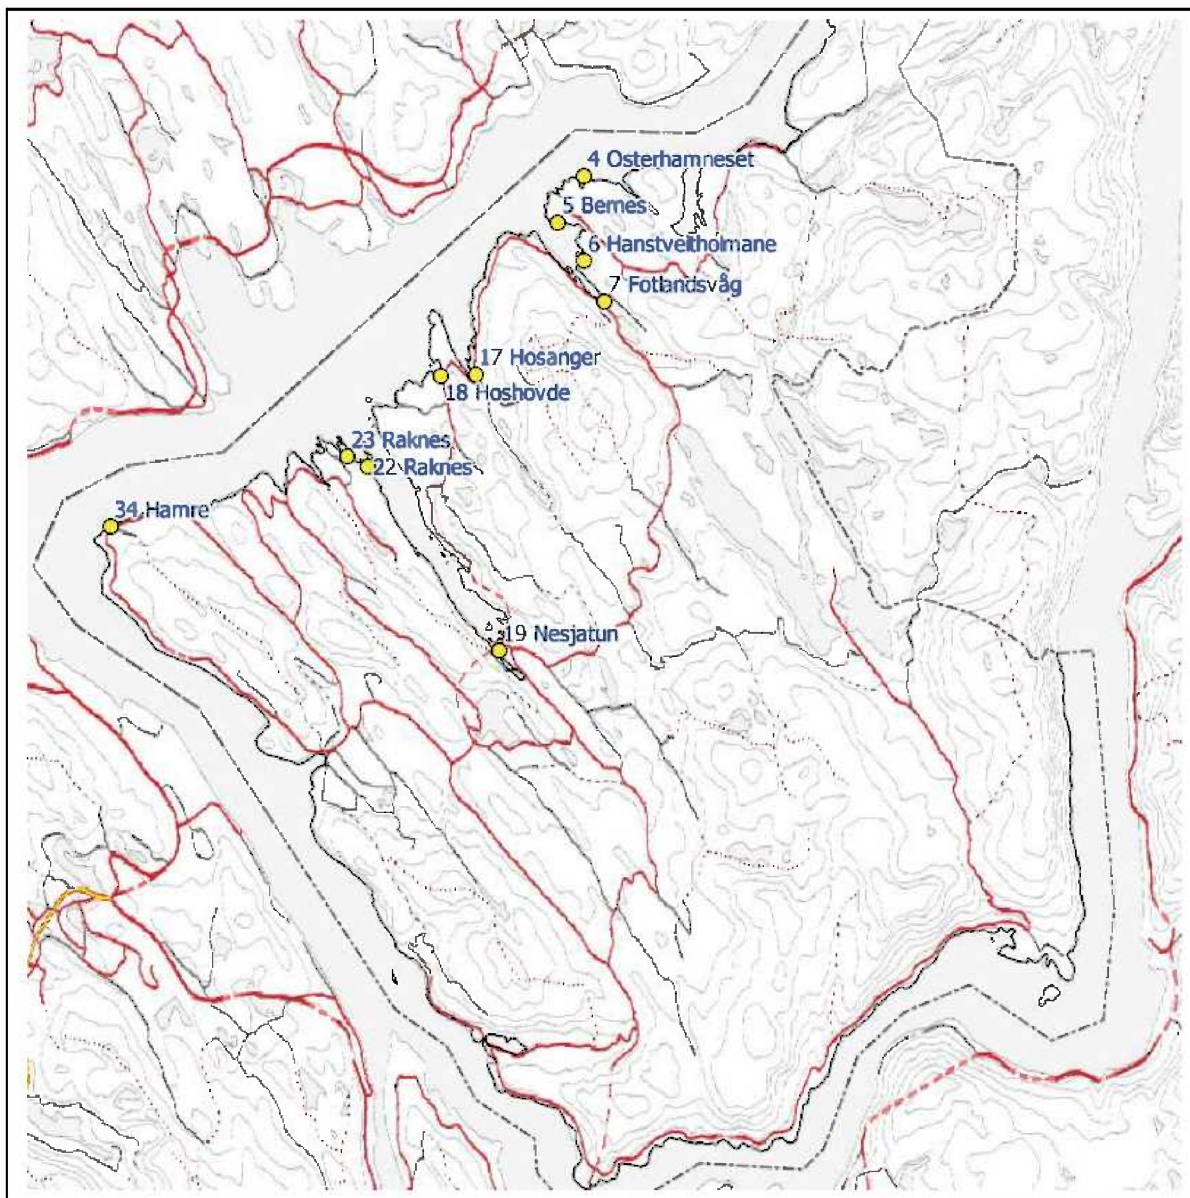 4 Osterhamneset
5 Bernes
6 Hanstveitholmane
7 Fotlandsvåg
17 Hosanger
18 Hoshovde
23 Raknes
22 Raknes
34 Hamre
19 Nesjatun